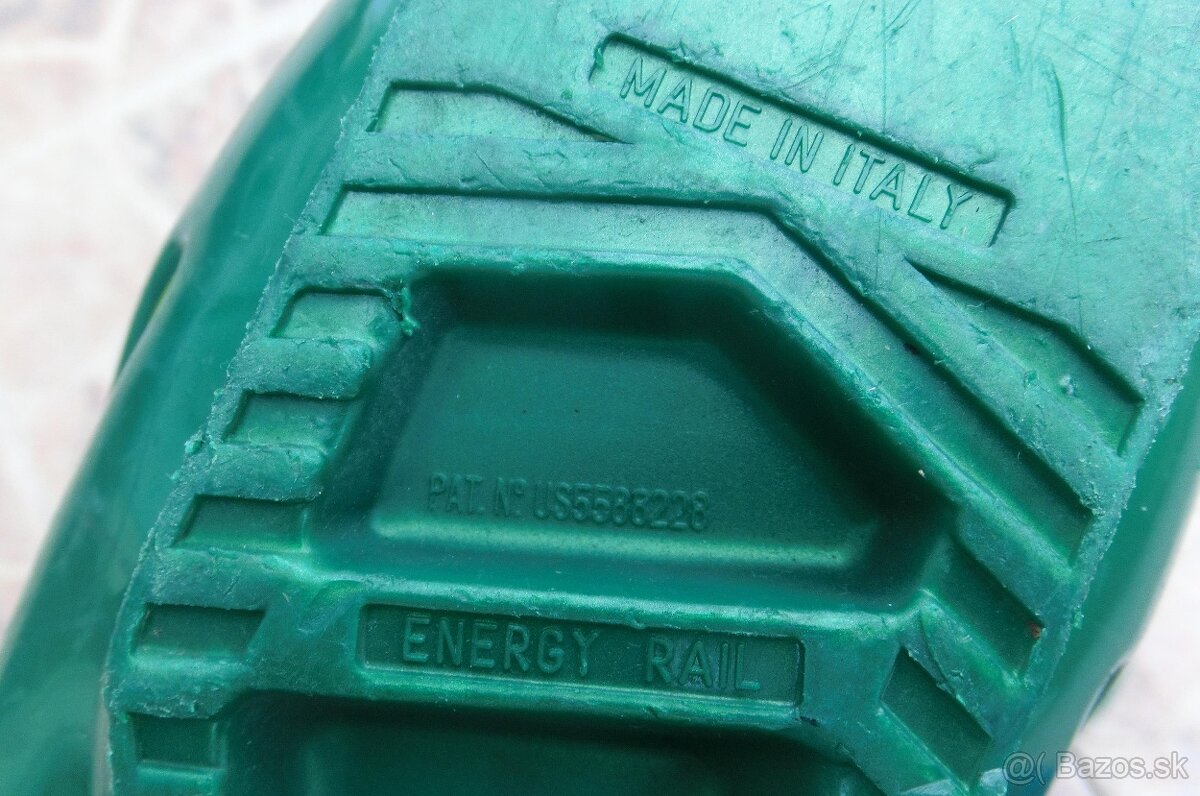 MADE IN ITALY
PAT. Nº US5588228
ENERGY RAIL
@( Bazos.sk